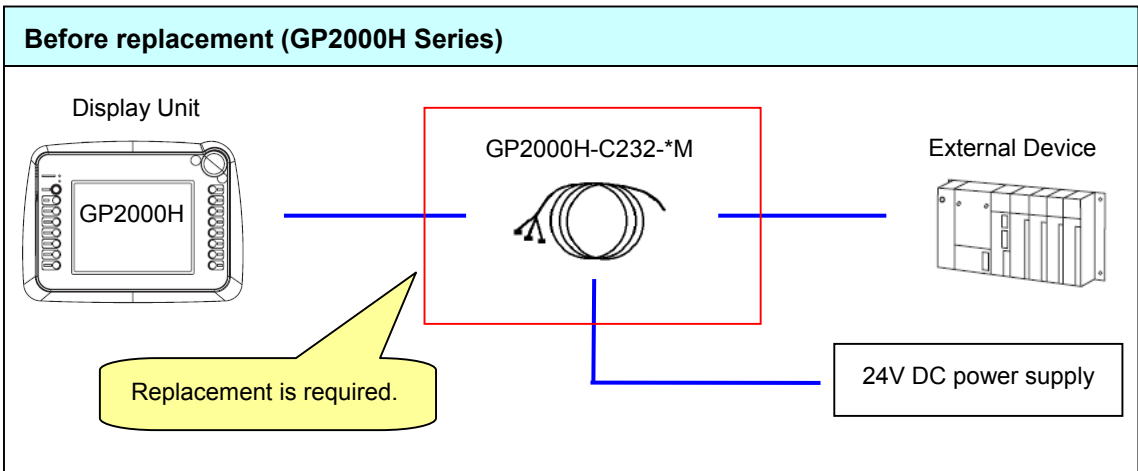 Before replacement (GP2000H Series)
Display Unit
GP2000H-C232-*M
External Device
GP2000H
24V DC power supply
Replacement is required.